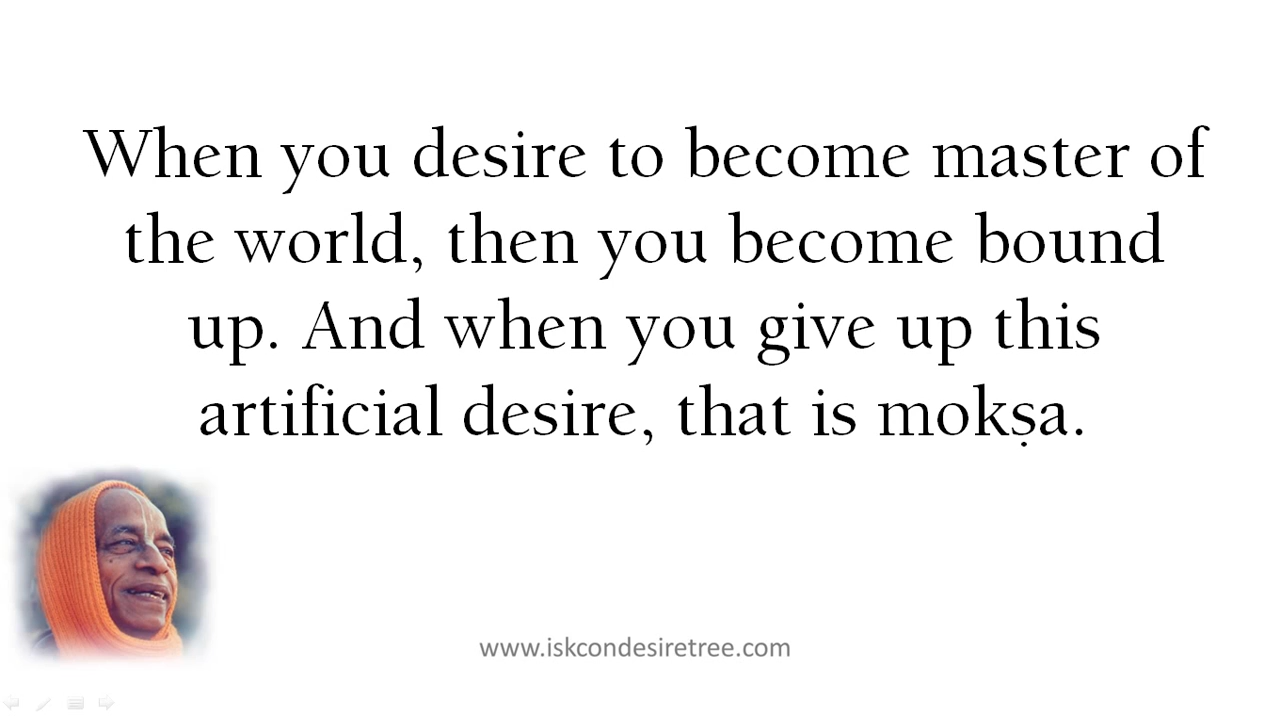 When you desire to become master of
the world, then you become bound
up. And when you give up this
artificial desire, that is mokṣa.
www.iskcondesiretree.com